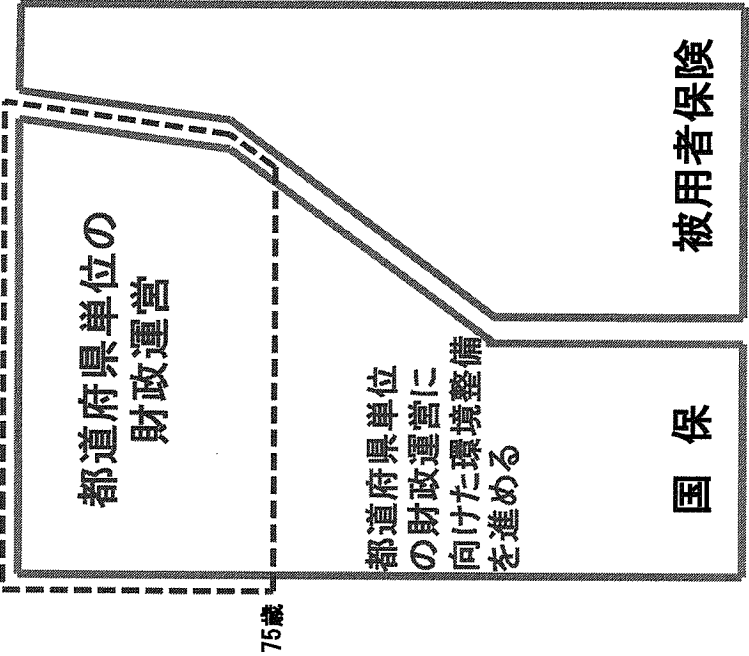 都道府県単位の
財政運営
75歳
都道府県単位
の財政運営に
向けた環境整備
を進める
国 保
被用者保険